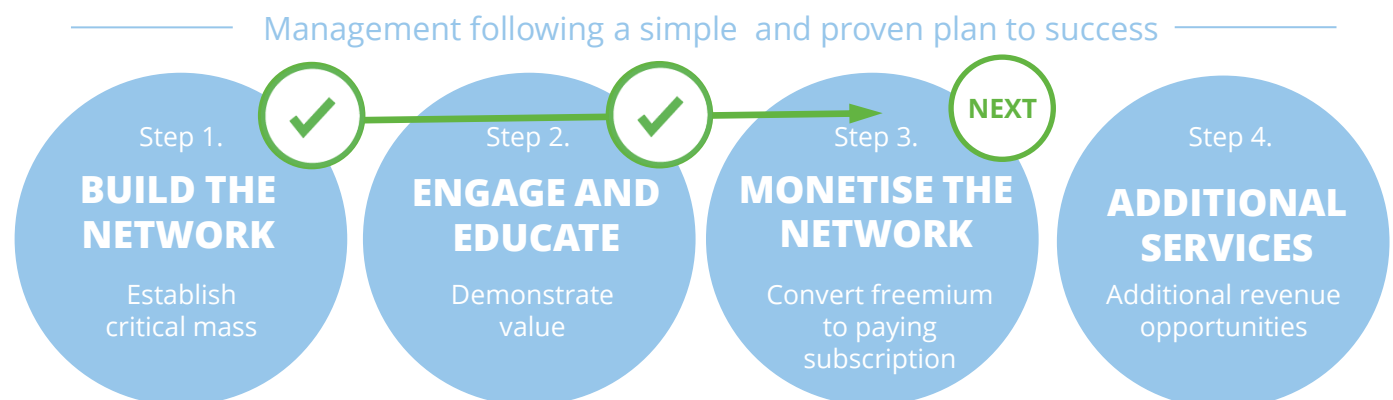 Management following a simple  and proven plan to success
Step 1.
BUILD THE
NETWORK
Establish
critical mass
Step 2.
ENGAGE AND
EDUCATE
Demonstrate
value
Step 3.
MONETISE THE
NETWORK
Convert freemium
to paying
subscription
NEXT
Step 4.
ADDITIONAL
SERVICES
Additional revenue
opportunities